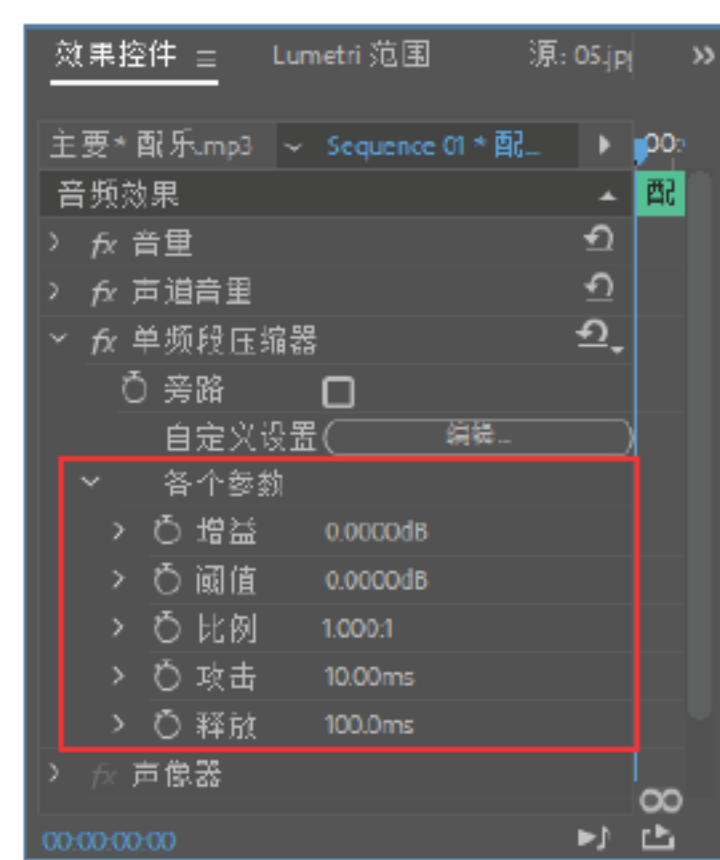 效果控件 Lumetri 范围 源: 05.jp
主要* 配乐.mp3 Sequence 01 * 配... 00:
音频效果 配
fx 音量
fx 声道音量
fx 单频段压缩器
旁路
自定义设置 编辑...
各个参数
增益 0.0000dB
阈值 0.0000dB
比例 1.000:1
攻击 10.00ms
释放 100.0ms
fx 声像器
00:00:00:00